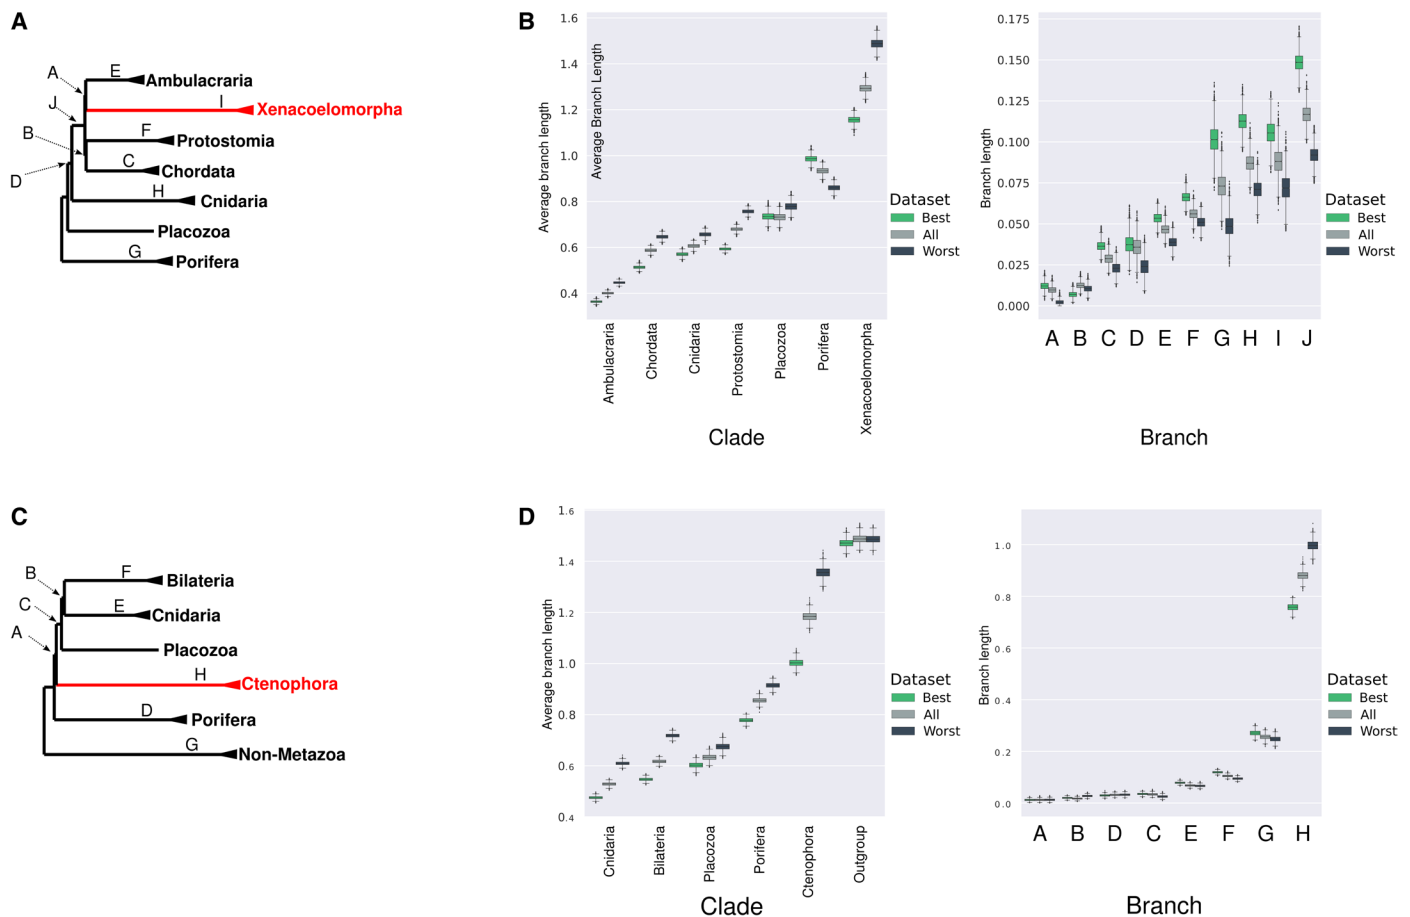 A
E
Ambulacraria
A
I
Xenacoelomorpha
J
F
Protostomia
B
C
Chordata
D
H
Cnidaria
Placozoa
G
Porifera
B
Average branch length
Average Branch Length
1.6
1.4
1.2
1.0
0.8
0.6
0.4
Ambulacraria
Chordata
Cnidaria
Protostomia
Placozoa
Porifera
Xenacoelomorpha
Clade
Dataset
Best
All
Worst
Branch length
0.175
0.150
0.125
0.100
0.075
0.050
0.025
0.000
A B C D E F G H I J
Branch
Dataset
Best
All
Worst
C
F
Bilateria
B
E
Cnidaria
C
Placozoa
A
H
Ctenophora
D
Porifera
G
Non-Metazoa
D
Average branch length
1.6
1.4
1.2
1.0
0.8
0.6
0.4
Cnidaria
Bilateria
Placozoa
Porifera
Ctenophora
Outgroup
Clade
Dataset
Best
All
Worst
Branch length
1.0
0.8
0.6
0.4
0.2
0.0
A B D C E F G H
Branch
Dataset
Best
All
Worst